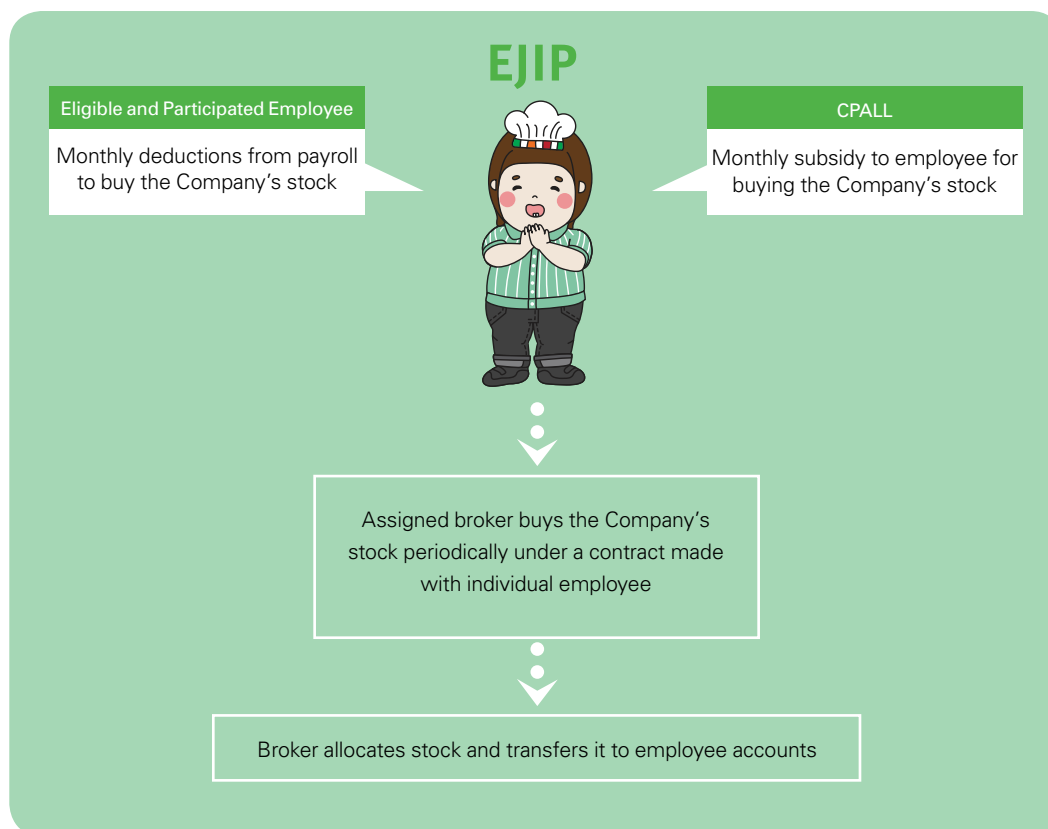 EJIP
Eligible and Participated Employee
Monthly deductions from payroll
to buy the Company’s stock
CPALL
Monthly subsidy to employee for
buying the Company’s stock
Assigned broker buys the Company’s
stock periodically under a contract made
with individual employee
Broker allocates stock and transfers it to employee accounts